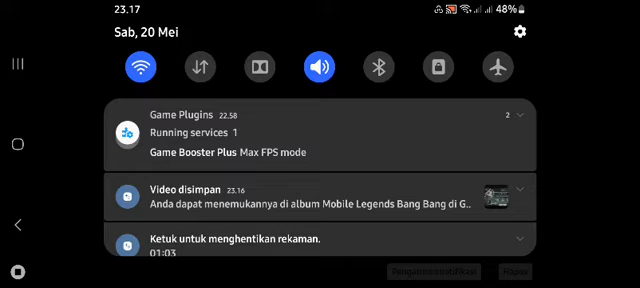 23.17
48%
Sab, 20 Mei
Game Plugins 22.58
2
Running services 1
Game Booster Plus Max FPS mode
Video disimpan 23.16
Anda dapat menemukannya di album Mobile Legends Bang Bang di G..
Ketuk untuk menghentikan rekaman.
01:03
Hapus